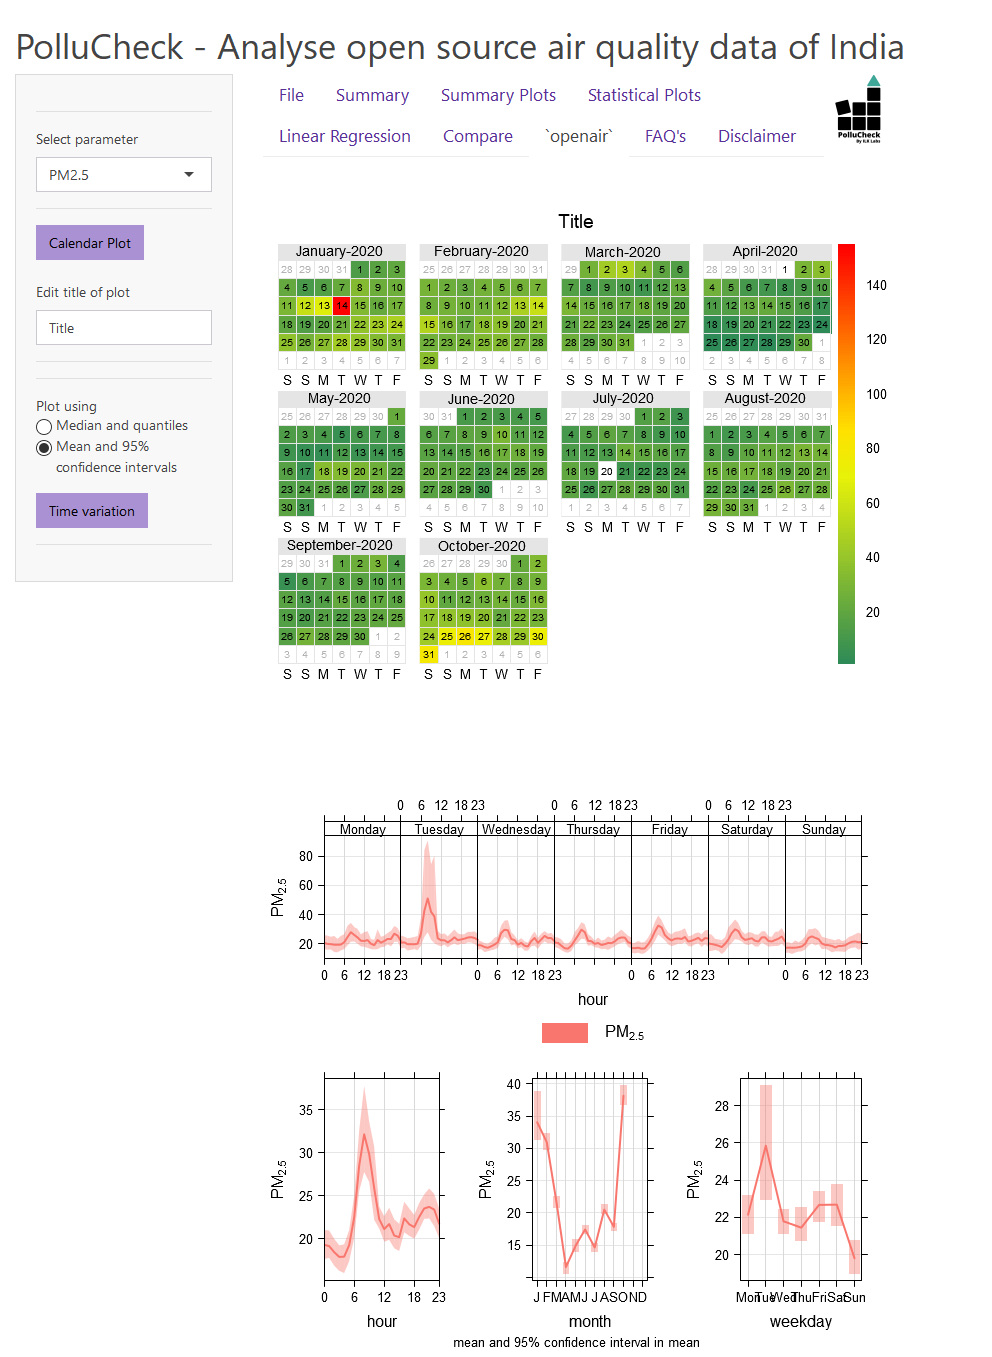 PolluCheck - Analyse open source air quality data of India
Select parameter
PM2.5
Calendar Plot
Edit title of plot
Title
Plot using
Median and quantiles
Mean and 95%
confidence intervals
Time variation
File Summary Summary Plots Statistical Plots
Linear Regression Compare `openair` FAQ's Disclaimer
PolluCheck
By ILK Labs
Title
January-2020
28 29 30 31 1 2 3
4 5 6 7 8 9 10
11 12 13 14 15 16 17
18 19 20 21 22 23 24
25 26 27 28 29 30 31
1 2 3 4 5 6 7
S S M T W T F
February-2020
25 26 27 28 29 30 31
1 2 3 4 5 6 7
8 9 10 11 12 13 14
15 16 17 18 19 20 21
22 23 24 25 26 27 28
29 1 2 3 4 5 6
S S M T W T F
March-2020
29 1 2 3 4 5 6
7 8 9 10 11 12 13
14 15 16 17 18 19 20
21 22 23 24 25 26 27
28 29 30 31 1 2 3
4 5 6 7 8 9 10
S S M T W T F
April-2020
28 29 30 31 1 2 3
4 5 6 7 8 9 10
11 12 13 14 15 16 17
18 19 20 21 22 23 24
25 26 27 28 29 30 1
2 3 4 5 6 7 8
S S M T W T F
May-2020
25 26 27 28 29 30 1
2 3 4 5 6 7 8
9 10 11 12 13 14 15
16 17 18 19 20 21 22
23 24 25 26 27 28 29
30 31 1 2 3 4 5
S S M T W T F
June-2020
30 31 1 2 3 4 5
6 7 8 9 10 11 12
13 14 15 16 17 18 19
20 21 22 23 24 25 26
27 28 29 30 1 2 3
4 5 6 7 8 9 10
S S M T W T F
July-2020
27 28 29 30 1 2 3
4 5 6 7 8 9 10
11 12 13 14 15 16 17
18 19 20 21 22 23 24
25 26 27 28 29 30 31
1 2 3 4 5 6 7
S S M T W T F
August-2020
25 26 27 28 29 30 31
1 2 3 4 5 6 7
8 9 10 11 12 13 14
15 16 17 18 19 20 21
22 23 24 25 26 27 28
29 30 31 1 2 3 4
S S M T W T F
September-2020
29 30 31 1 2 3 4
5 6 7 8 9 10 11
12 13 14 15 16 17 18
19 20 21 22 23 24 25
26 27 28 29 30 1 2
3 4 5 6 7 8 9
S S M T W T F
October-2020
26 27 28 29 30 1 2
3 4 5 6 7 8 9
10 11 12 13 14 15 16
17 18 19 20 21 22 23
24 25 26 27 28 29 30
31 1 2 3 4 5 6
S S M T W T F
140
120
100
80
60
40
20
0 6 12 18 23 0 6 12 18 23 0 6 12 18 23
Monday Tuesday Wednesday Thursday Friday Saturday Sunday
80
60
40
20
PM2.5
0 6 12 18 23 0 6 12 18 23 0 6 12 18 23 0 6 12 18 23
hour
PM2.5
35
30
25
20
PM2.5
0 6 12 18 23
hour
40
35
30
25
20
15
PM2.5
J F M A M J J A S O N D
month
28
26
24
22
20
PM2.5
Mon Tue Wed Thu Fri Sat Sun
weekday
mean and 95% confidence interval in mean